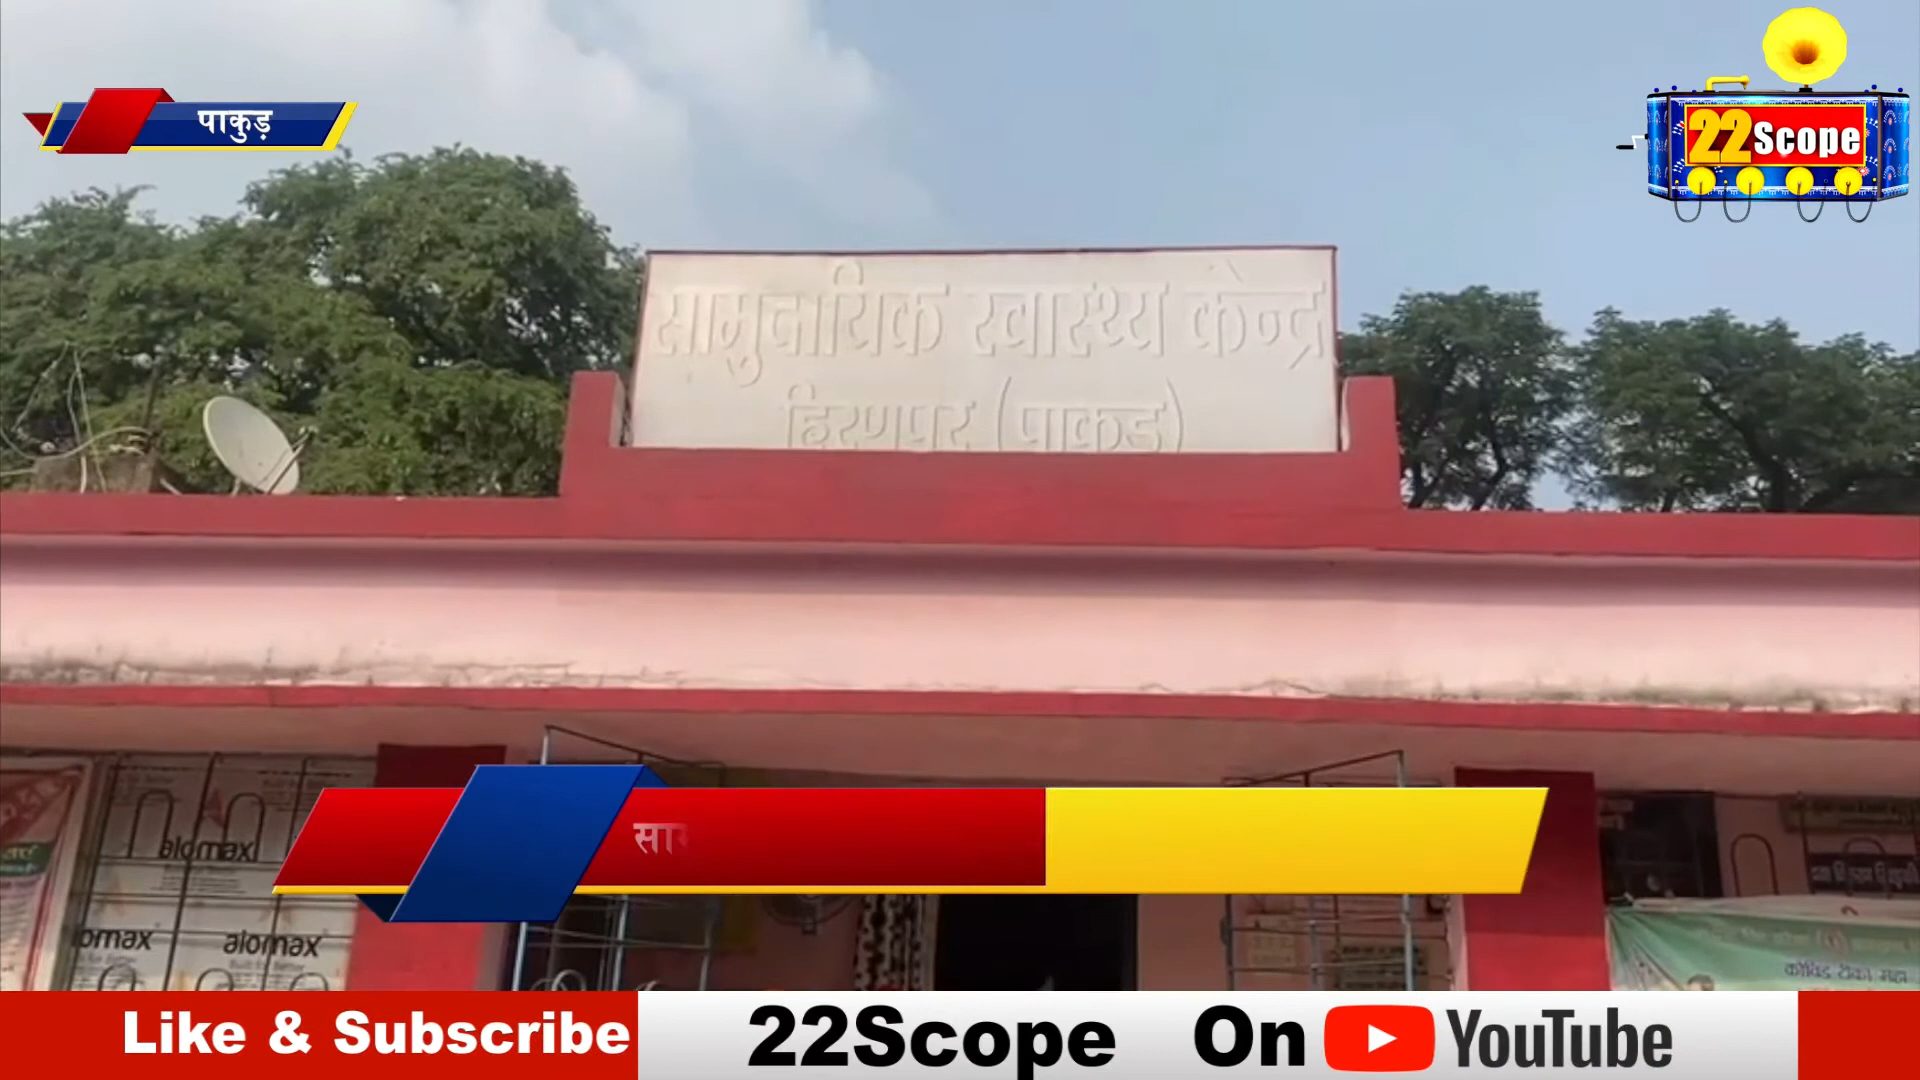 पाकुड़
22Scope
सामुदायिक स्वास्थ्य केन्द्र
हिरणपुर (पाकुड़)
alomax
omax
alomax
कोविड टीका
Like & Subscribe
22Scope On YouTube